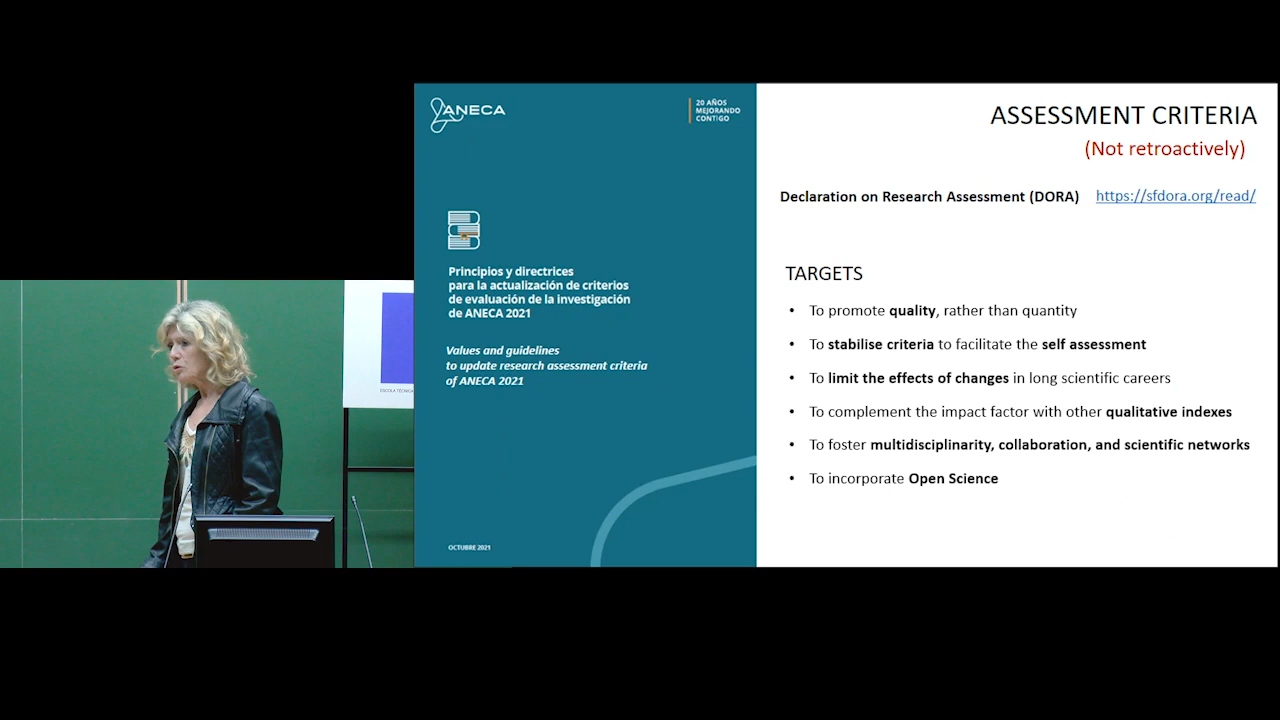 ANECA
20 AÑOS
MEJORANDO
CONTIGO
Principios y directrices
para la actualización de criterios
de evaluación de la investigación
de ANECA 2021
Values and guidelines
to update research assessment criteria
of ANECA 2021
OCTUBRE 2021
ASSESSMENT CRITERIA
(Not retroactively)
Declaration on Research Assessment (DORA) https://sfdora.org/read/
TARGETS
• To promote quality, rather than quantity
• To stabilise criteria to facilitate the self assessment
• To limit the effects of changes in long scientific careers
• To complement the impact factor with other qualitative indexes
• To foster multidisciplinarity, collaboration, and scientific networks
• To incorporate Open Science
ESCOLA TÈCNICA